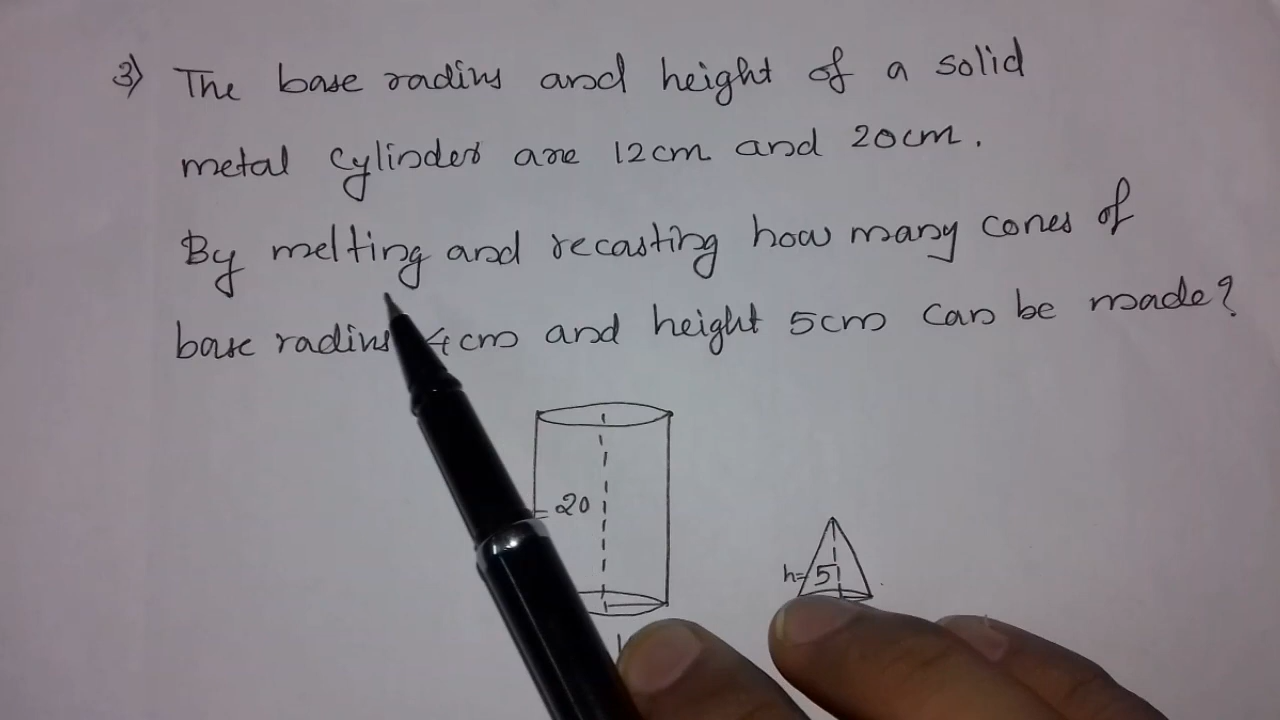 3) The base radius and height of a solid
metal cylinder are 12cm and 20cm.
By melting and recasting how many cones of
base radius 4cm and height 5cm can be made?
= 20
h=5